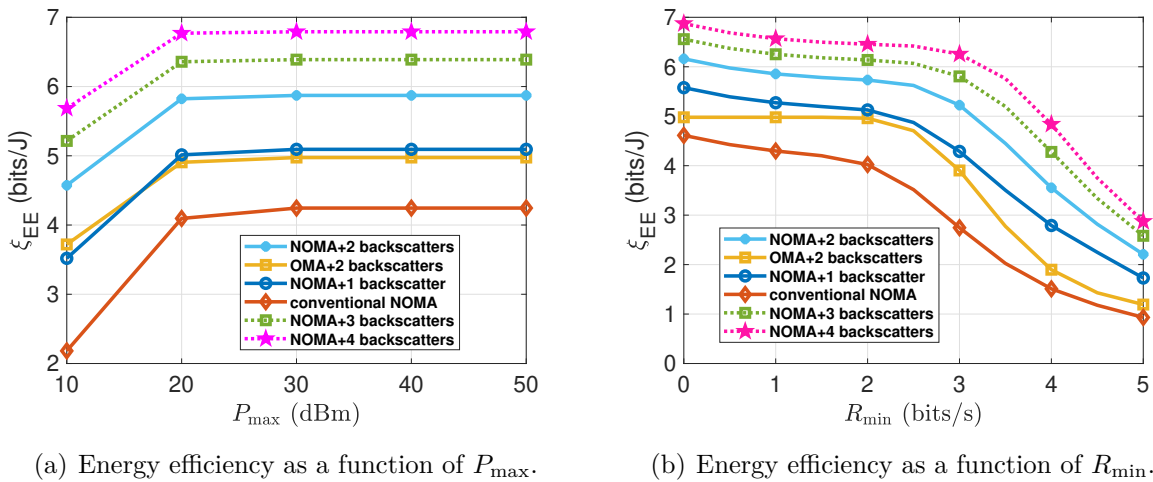 7
6
5
4
3
2
ξEE (bits/J)
NOMA+2 backscatters
OMA+2 backscatters
NOMA+1 backscatter
conventional NOMA
NOMA+3 backscatters
NOMA+4 backscatters
10 20 30 40 50
Pmax (dBm)
(a) Energy efficiency as a function of Pmax.
7
6
5
4
3
2
1
0
ξEE (bits/J)
NOMA+2 backscatters
OMA+2 backscatters
NOMA+1 backscatter
conventional NOMA
NOMA+3 backscatters
NOMA+4 backscatters
0 1 2 3 4 5
Rmin (bits/s)
(b) Energy efficiency as a function of Rmin.